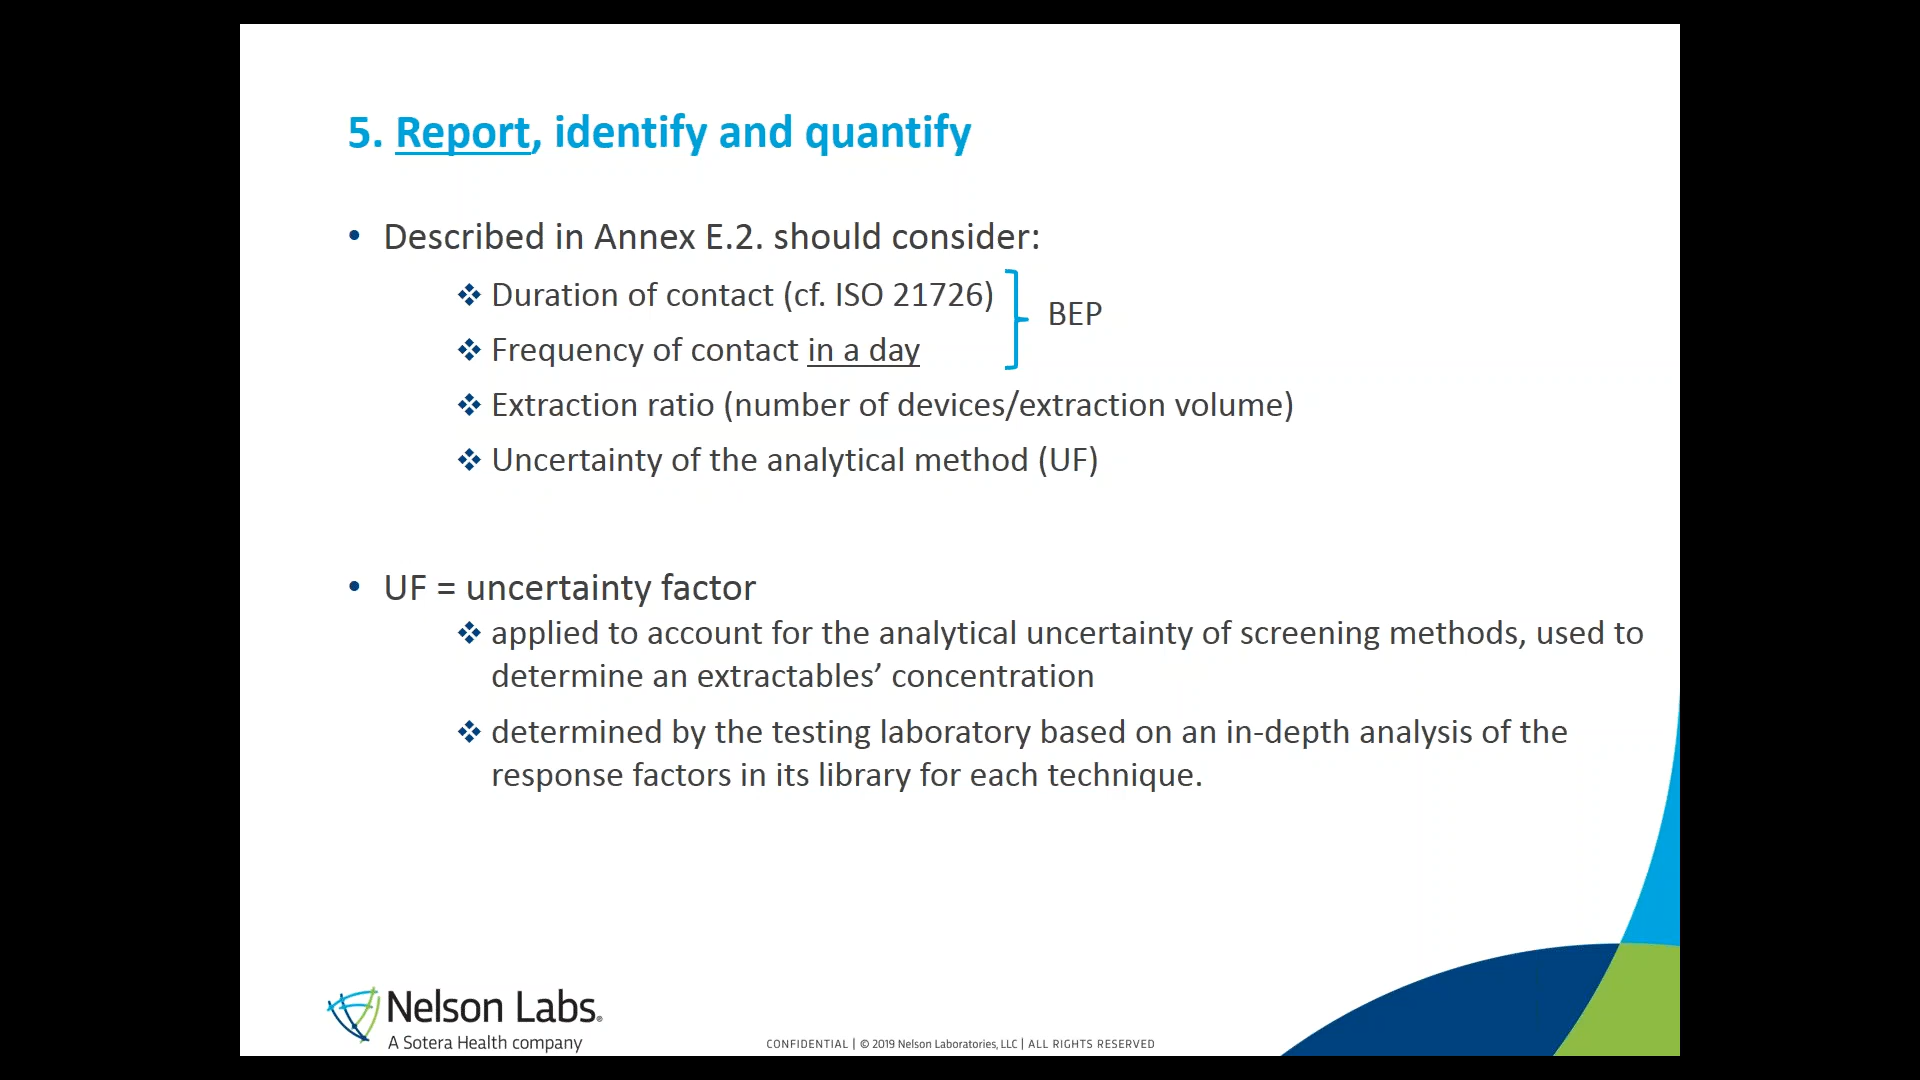 5. Report, identify and quantify
• Described in Annex E.2. should consider:
❖ Duration of contact (cf. ISO 21726)
BEP
❖ Frequency of contact in a day
❖ Extraction ratio (number of devices/extraction volume)
❖ Uncertainty of the analytical method (UF)
• UF = uncertainty factor
❖ applied to account for the analytical uncertainty of screening methods, used to
determine an extractables’ concentration
❖ determined by the testing laboratory based on an in-depth analysis of the
response factors in its library for each technique.
Nelson Labs®
A Sotera Health company
CONFIDENTIAL | © 2019 Nelson Laboratories, LLC | ALL RIGHTS RESERVED